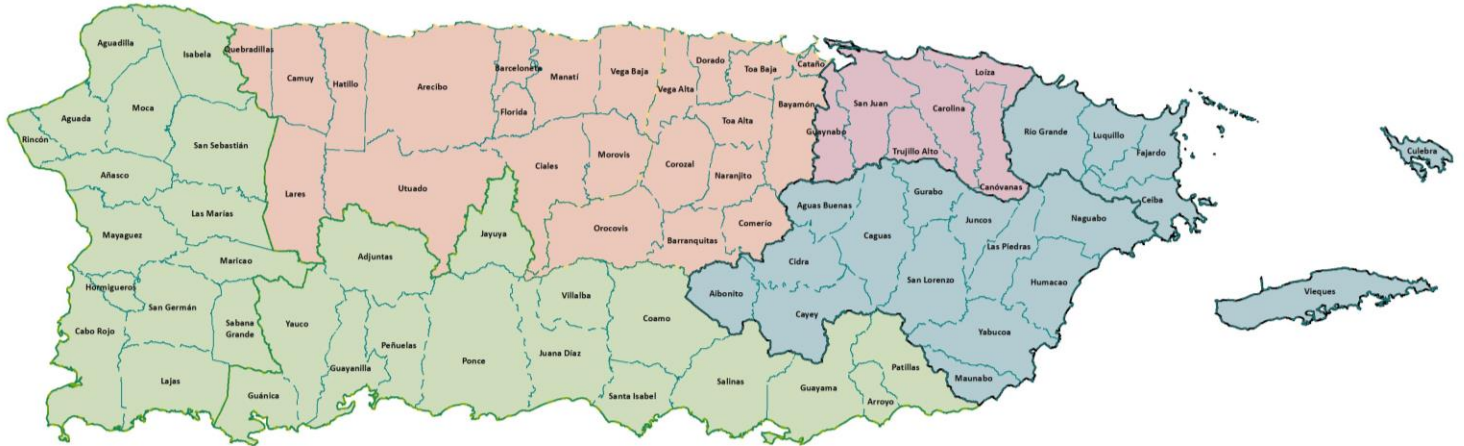 Aguadilla
Isabela
Quebradillas
Camuy
Hatillo
Arecibo
Barceloneta
Manatí
Vega Baja
Vega Alta
Dorado
Toa Baja
Cataño
Bayamón
Loíza
Moca
Aguada
Rincón
San Sebastián
Añasco
Florida
Toa Alta
San Juan
Carolina
Guaynabo
Trujillo Alto
Río Grande
Luquillo
Fajardo
Culebra
Lares
Utuado
Ciales
Morovis
Corozal
Naranjito
Canóvanas
Gurabo
Las Marías
Mayaguez
Jayuya
Orocovis
Comerío
Barranquitas
Aguas Buenas
Caguas
Juncos
Las Piedras
Naguabo
Ceiba
Maricao
Adjuntas
Cidra
San Lorenzo
Humacao
Hormigueros
San Germán
Cabo Rojo
Sabana
Grande
Yauco
Villalba
Coamo
Aibonito
Cayey
Yabucoa
Vieques
Guayanilla
Peñuelas
Ponce
Juana Díaz
Lajas
Guánica
Santa Isabel
Salinas
Guayama
Arroyo
Patillas
Maunabo